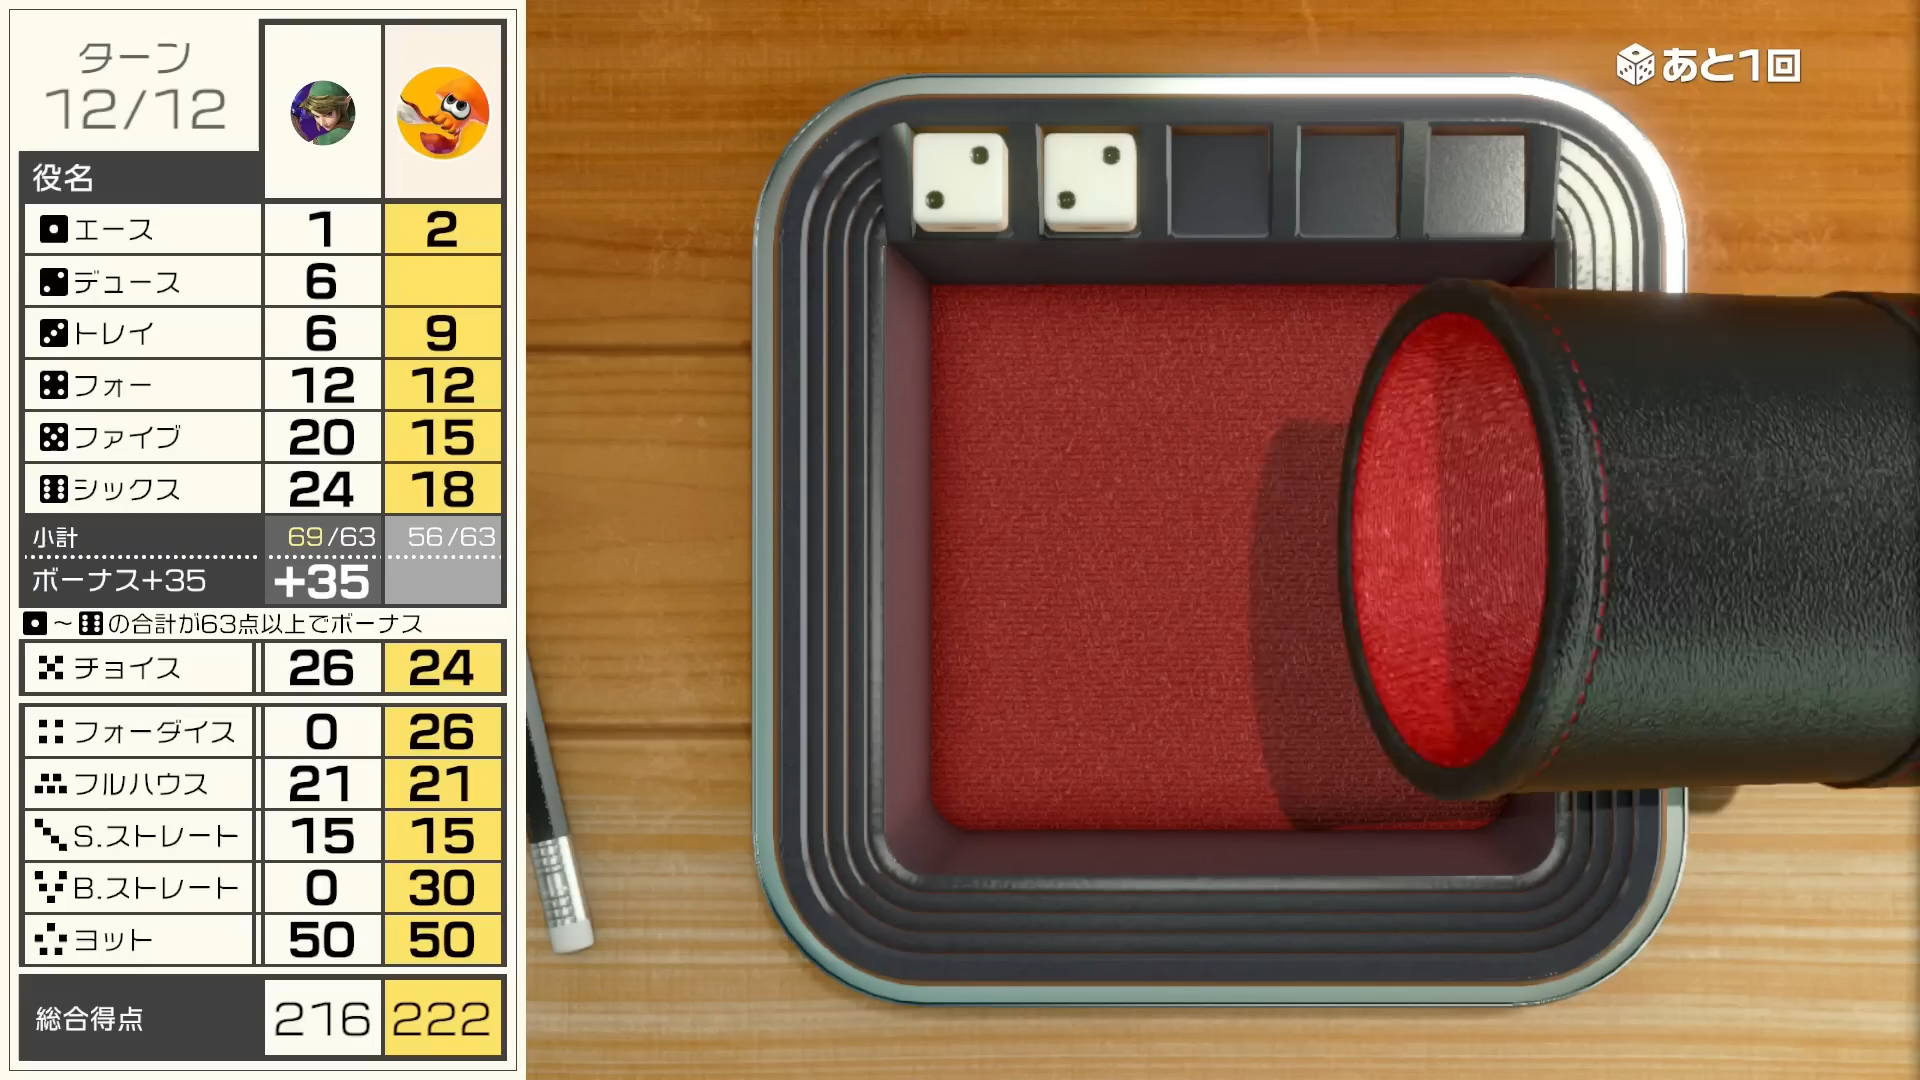 ターン
12/12
役名
エース 1 2
デュース 6
トレイ 6 9
フォー 12 12
ファイブ 20 15
シックス 24 18
小計 69/63 56/63
ボーナス+35 +35
～の合計が63点以上でボーナス
チョイス 26 24
フォーダイス 0 26
フルハウス 21 21
S.ストレート 15 15
B.ストレート 0 30
ヨット 50 50
総合得点 216 222
あと1回